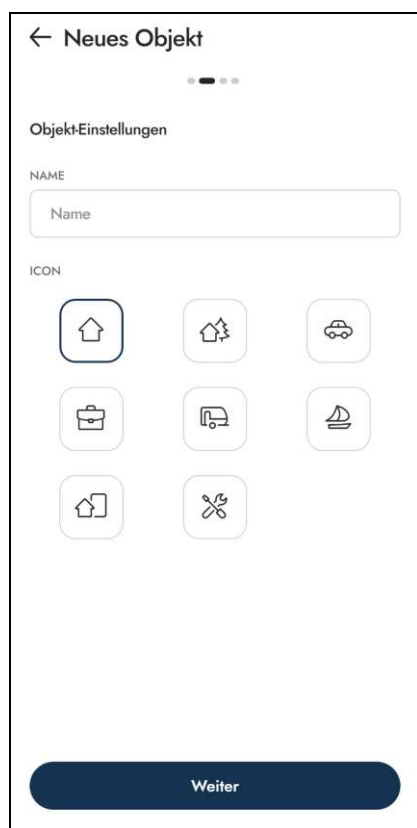 Neues Objekt
Objekt-Einstellungen
NAME
Name
ICON
Weiter